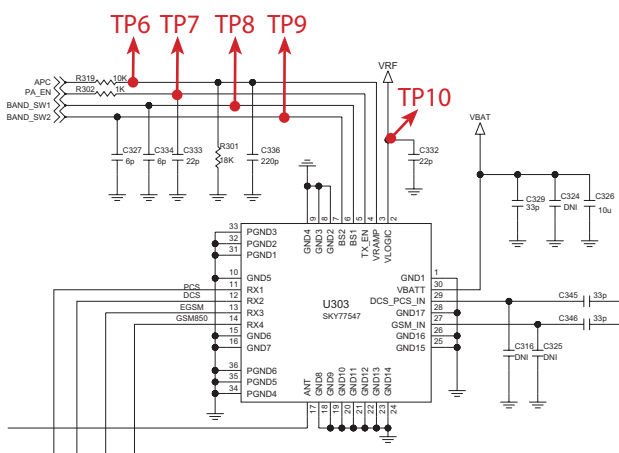 TP6 TP7 TP8 TP9
VRF
TP10
VBAT
APC R319 10K
PA_EN R302 1K
BAND_SW1
BAND_SW2
C327 6p
C334 6p
C333 22p
R301 18K
C336 220p
C332 22p
C329 33p
C324 DNI
C326 10u
9 8 7 6 5 4 3 2
GND4 GND3 GND2 BS2 BS1 TX_EN VRAMP VLOGIC
33 PGND3
32 PGND2
31 PGND1
10 GND5
PCS 11 RX1
DCS 12 RX2
EGSM 13 RX3
GSM850 14 RX4
15 GND6
16 GND7
36 PGND6
35 PGND5
34 PGND4
U303
SKY77547
GND1 1
VBATT 30
DCS_PCS_IN 29
GND17 28
GSM_IN 27
GND16 26
GND15 25
C345 33p
C346 33p
C316 DNI
C325 DNI
ANT GND8 GND9 GND10 GND11 GND12 GND13 GND14
17 18 19 20 21 22 23 24